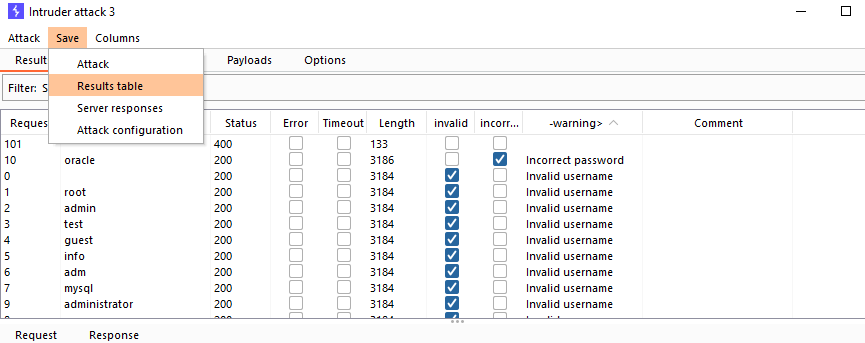 Intruder attack 3
Attack Save Columns
Result Payloads Options
Attack
Filter: S
Results table
Server responses
Attack configuration
Reques Status Error Timeout Length invalid incorr... -warning> Comment
101 400 133
10 oracle 200 3186 Incorrect password
0 200 3184 Invalid username
1 root 200 3184 Invalid username
2 admin 200 3184 Invalid username
3 test 200 3184 Invalid username
4 guest 200 3184 Invalid username
5 info 200 3184 Invalid username
6 adm 200 3184 Invalid username
7 mysql 200 3184 Invalid username
9 administrator 200 3184 Invalid username
Request Response